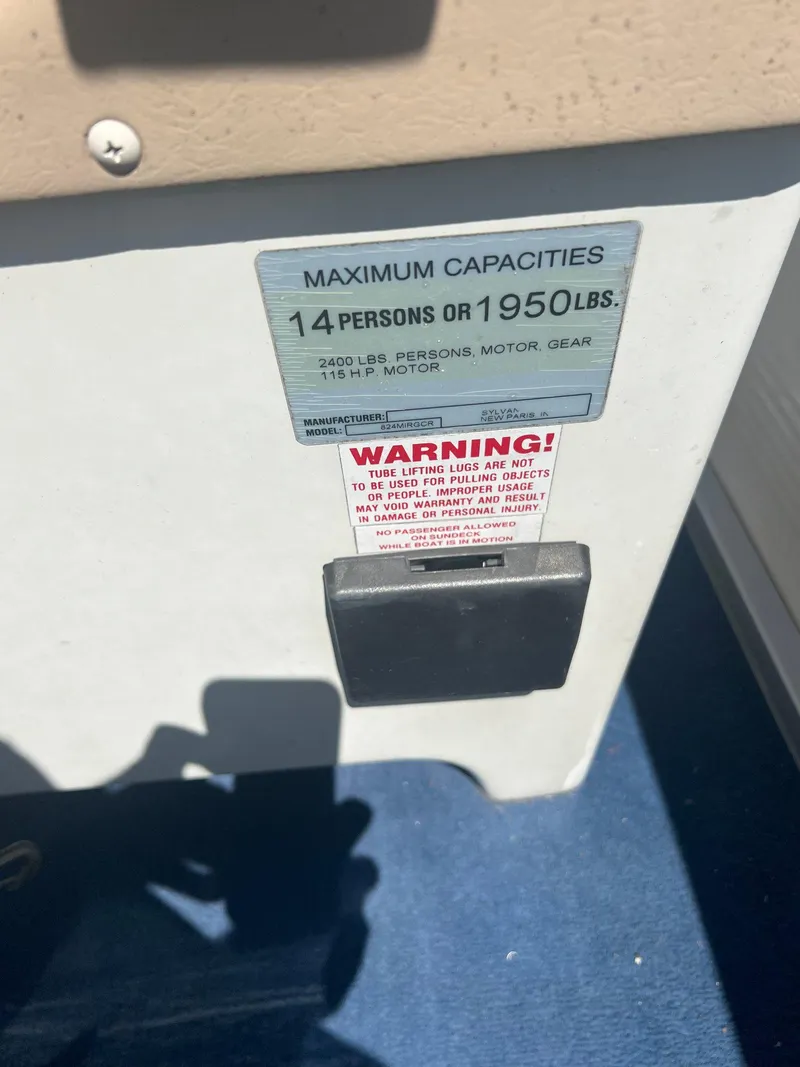 MAXIMUM CAPACITIES
14 PERSONS OR 1950 LBS.
2400 LBS. PERSONS, MOTOR, GEAR
115 H.P. MOTOR
MANUFACTURER: SYLVAN
NEW PARIS IN
MODEL: 824MIRGCR
WARNING!
TUBE LIFTING LUGS ARE NOT
TO BE USED FOR PULLING OBJECTS
OR PEOPLE. IMPROPER USAGE
MAY VOID WARRANTY AND RESULT
IN DAMAGE OR PERSONAL INJURY.
NO PASSENGER ALLOWED
ON SUNDECK
WHILE BOAT IS IN MOTION